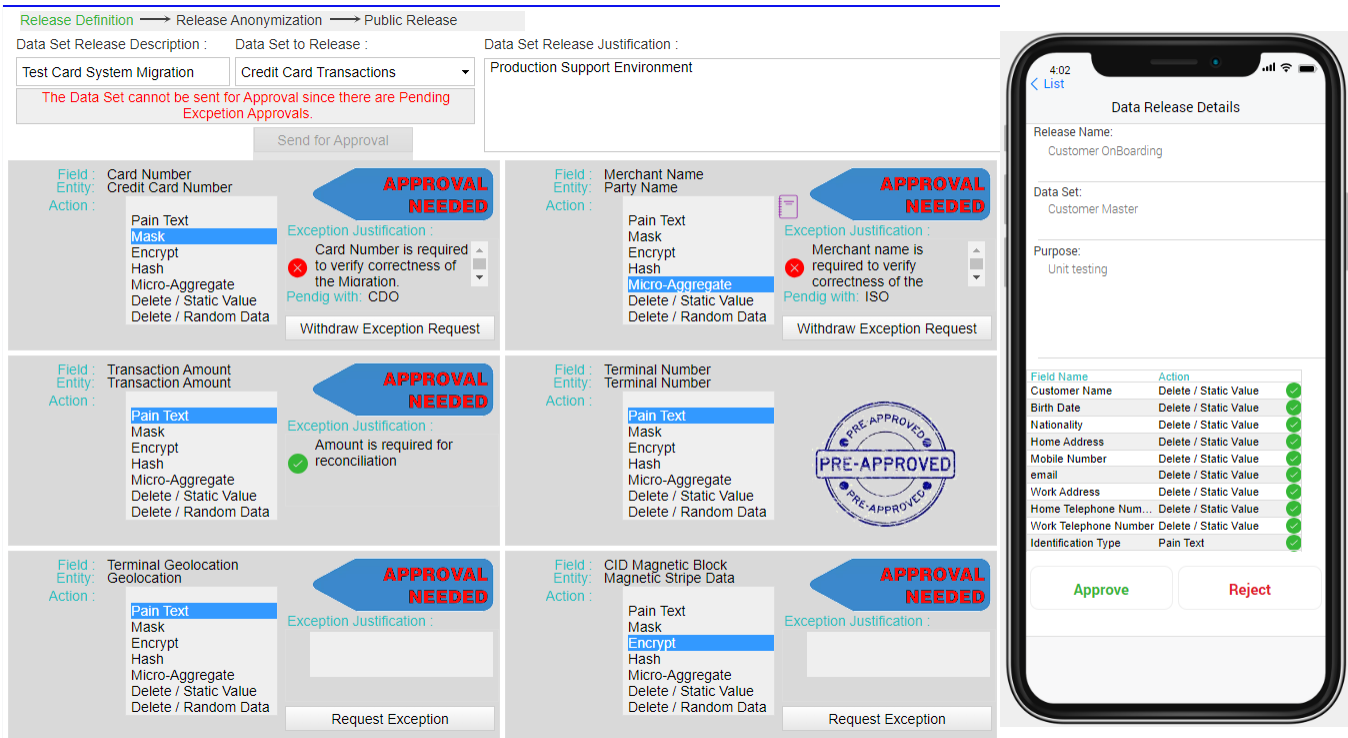 Release Definition → Release Anonymization → Public Release
Data Set Release Description :
Test Card System Migration
Data Set to Release :
Credit Card Transactions
Data Set Release Justification :
Production Support Environment
The Data Set cannot be sent for Approval since there are Pending
Excpetion Approvals.
Send for Approval
Field : Card Number
Entity: Credit Card Number
Action :
Pain Text
Mask
Encrypt
Hash
Micro-Aggregate
Delete / Static Value
Delete / Random Data
APPROVAL
NEEDED
Exception Justification :
Card Number is required
to verify correctness of
the Migration.
Pendig with: CDO
Withdraw Exception Request
Field : Merchant Name
Entity: Party Name
Action :
Pain Text
Mask
Encrypt
Hash
Micro-Aggregate
Delete / Static Value
Delete / Random Data
APPROVAL
NEEDED
Exception Justification :
Merchant name is
required to verify
correctness of the
Pendig with: ISO
Withdraw Exception Request
Field : Transaction Amount
Entity: Transaction Amount
Action :
Pain Text
Mask
Encrypt
Hash
Micro-Aggregate
Delete / Static Value
Delete / Random Data
APPROVAL
NEEDED
Exception Justification :
Amount is required for
reconciliation
Field : Terminal Number
Entity: Terminal Number
Action :
Pain Text
Mask
Encrypt
Hash
Micro-Aggregate
Delete / Static Value
Delete / Random Data
PRE-APPROVED
PRE-APPROVED
PRE-APPROVED
Field : Terminal Geolocation
Entity: Geolocation
Action :
Pain Text
Mask
Encrypt
Hash
Micro-Aggregate
Delete / Static Value
Delete / Random Data
APPROVAL
NEEDED
Exception Justification :
Request Exception
Field : CID Magnetic Block
Entity: Magnetic Stripe Data
Action :
Pain Text
Mask
Encrypt
Hash
Micro-Aggregate
Delete / Static Value
Delete / Random Data
APPROVAL
NEEDED
Exception Justification :
Request Exception
4:02
List
Data Release Details
Release Name:
Customer OnBoarding
Data Set:
Customer Master
Purpose:
Unit testing
Field Name Action
Customer Name Delete / Static Value
Birth Date Delete / Static Value
Nationality Delete / Static Value
Home Address Delete / Static Value
Mobile Number Delete / Static Value
email Delete / Static Value
Work Address Delete / Static Value
Home Telephone Num... Delete / Static Value
Work Telephone Number Delete / Static Value
Identification Type Pain Text
Approve
Reject